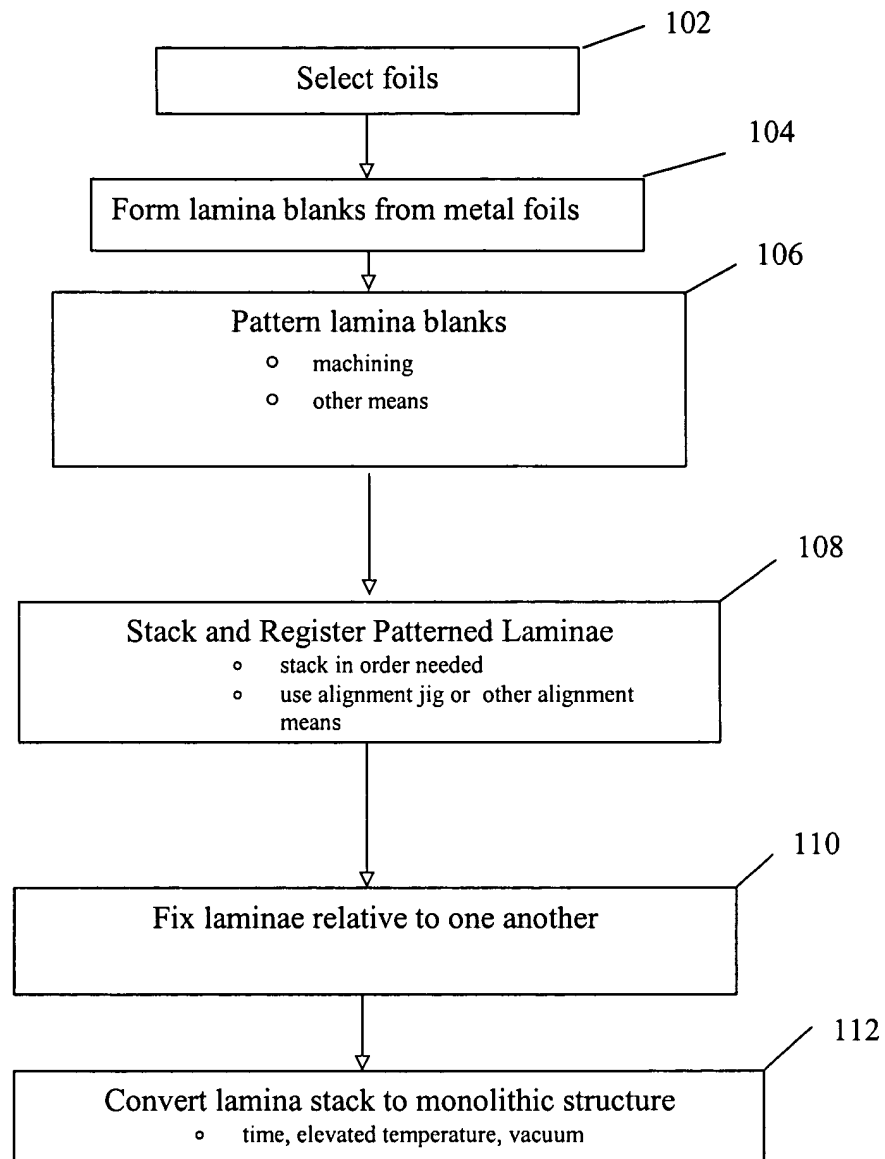 102
Select foils
104
Form lamina blanks from metal foils
106
Pattern lamina blanks
machining
other means
108
Stack and Register Patterned Laminae
stack in order needed
use alignment jig or other alignment
means
110
Fix laminae relative to one another
112
Convert lamina stack to monolithic structure
time, elevated temperature, vacuum